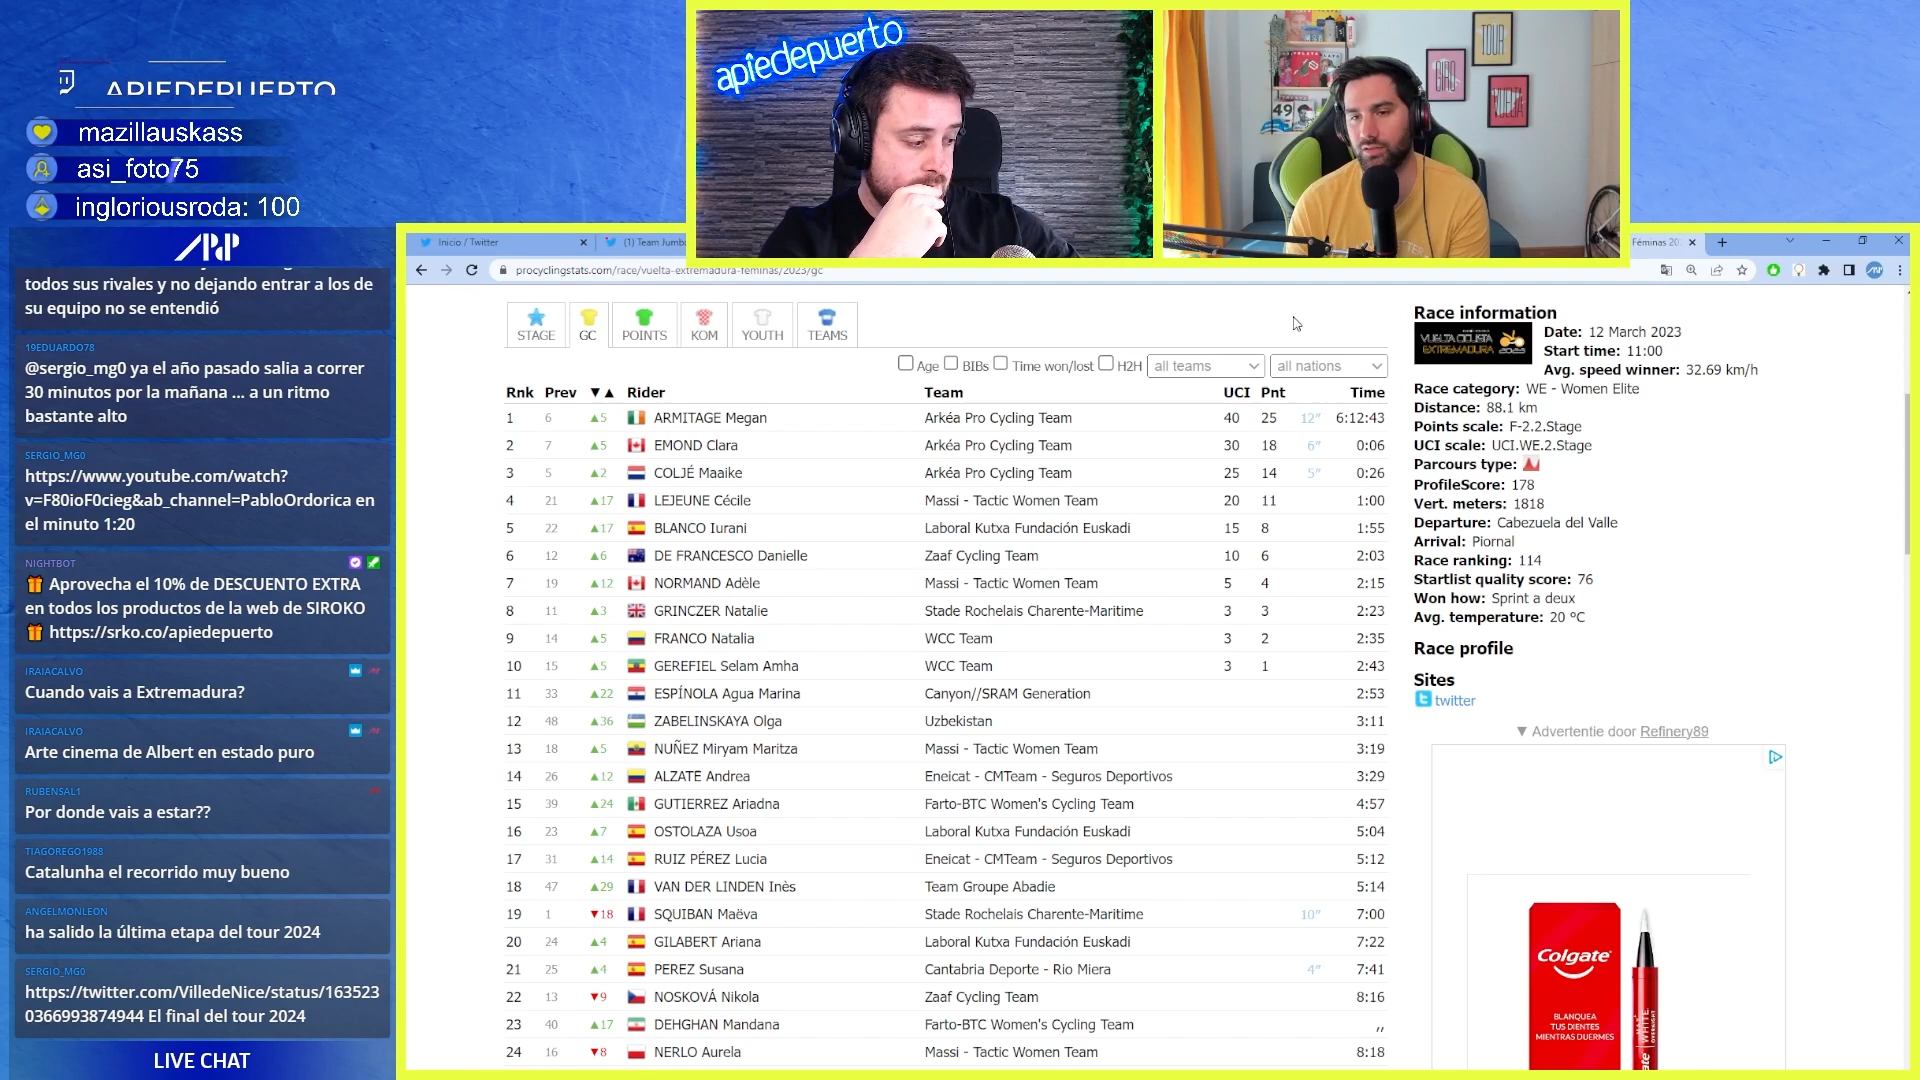 APIEDEPUERTO
mazillauskass
asi_foto75
ingloriousroda: 100
todos sus rivales y no dejando entrar a los de
su equipo no se entendió
19EDUARDO78
@sergio_mg0 ya el año pasado salia a correr
30 minutos por la mañana ... a un ritmo
bastante alto
SERGIO_MG0
https://www.youtube.com/watch?
v=F80ioF0cieg&ab_channel=PabloOrdorica en
el minuto 1:20
NIGHTBOT
Aprovecha el 10% de DESCUENTO EXTRA
en todos los productos de la web de SIROKO
https://srko.co/apiedepuerto
IRAIACALVO
Cuando vais a Extremadura?
IRAIACALVO
Arte cinema de Albert en estado puro
RUBENSAL1
Por donde vais a estar??
TIAGOREGO1988
Catalunha el recorrido muy bueno
ANGELMONLEON
ha salido la última etapa del tour 2024
SERGIO_MG0
https://twitter.com/VilledeNice/status/163523
0366993874944 El final del tour 2024
LIVE CHAT
apiedepuerto
TOUR
GIRO
VUELTA
49
Inicio / Twitter
(1) Team Jumb
Féminas 20
procyclingstats.com/race/vuelta-extremadura-feminas/2023/gc
STAGE GC POINTS KOM YOUTH TEAMS
Age BIBs Time won/lost H2H all teams all nations
Rnk Prev ▼▲ Rider Team UCI Pnt Time
1 6 ▲5 ARMITAGE Megan Arkéa Pro Cycling Team 40 25 12″ 6:12:43
2 7 ▲5 EMOND Clara Arkéa Pro Cycling Team 30 18 6″ 0:06
3 5 ▲2 COLJÉ Maaike Arkéa Pro Cycling Team 25 14 5″ 0:26
4 21 ▲17 LEJEUNE Cécile Massi - Tactic Women Team 20 11 1:00
5 22 ▲17 BLANCO Iurani Laboral Kutxa Fundación Euskadi 15 8 1:55
6 12 ▲6 DE FRANCESCO Danielle Zaaf Cycling Team 10 6 2:03
7 19 ▲12 NORMAND Adèle Massi - Tactic Women Team 5 4 2:15
8 11 ▲3 GRINCZER Natalie Stade Rochelais Charente-Maritime 3 3 2:23
9 14 ▲5 FRANCO Natalia WCC Team 3 2 2:35
10 15 ▲5 GEREFIEL Selam Amha WCC Team 3 1 2:43
11 33 ▲22 ESPÍNOLA Agua Marina Canyon//SRAM Generation 2:53
12 48 ▲36 ZABELINSKAYA Olga Uzbekistan 3:11
13 18 ▲5 NUÑEZ Miryam Maritza Massi - Tactic Women Team 3:19
14 26 ▲12 ALZATE Andrea Eneicat - CMTeam - Seguros Deportivos 3:29
15 39 ▲24 GUTIERREZ Ariadna Farto-BTC Women's Cycling Team 4:57
16 23 ▲7 OSTOLAZA Usoa Laboral Kutxa Fundación Euskadi 5:04
17 31 ▲14 RUIZ PÉREZ Lucia Eneicat - CMTeam - Seguros Deportivos 5:12
18 47 ▲29 VAN DER LINDEN Inès Team Groupe Abadie 5:14
19 1 ▼18 SQUIBAN Maëva Stade Rochelais Charente-Maritime 10″ 7:00
20 24 ▲4 GILABERT Ariana Laboral Kutxa Fundación Euskadi 7:22
21 25 ▲4 PEREZ Susana Cantabria Deporte - Rio Miera 4″ 7:41
22 13 ▼9 NOSKOVÁ Nikola Zaaf Cycling Team 8:16
23 40 ▲17 DEHGHAN Mandana Farto-BTC Women's Cycling Team ,,
24 16 ▼8 NERLO Aurela Massi - Tactic Women Team 8:18
Race information
VUELTA CICLISTA
EXTREMADURA 2023
Date: 12 March 2023
Start time: 11:00
Avg. speed winner: 32.69 km/h
Race category: WE - Women Elite
Distance: 88.1 km
Points scale: F-2.2.Stage
UCI scale: UCI.WE.2.Stage
Parcours type:
ProfileScore: 178
Vert. meters: 1818
Departure: Cabezuela del Valle
Arrival: Piornal
Race ranking: 114
Startlist quality score: 76
Won how: Sprint a deux
Avg. temperature: 20 °C
Race profile
Sites
twitter
▼ Advertentie door Refinery89
Colgate
BLANQUEA
TUS DIENTES
MIENTRAS DUERMES